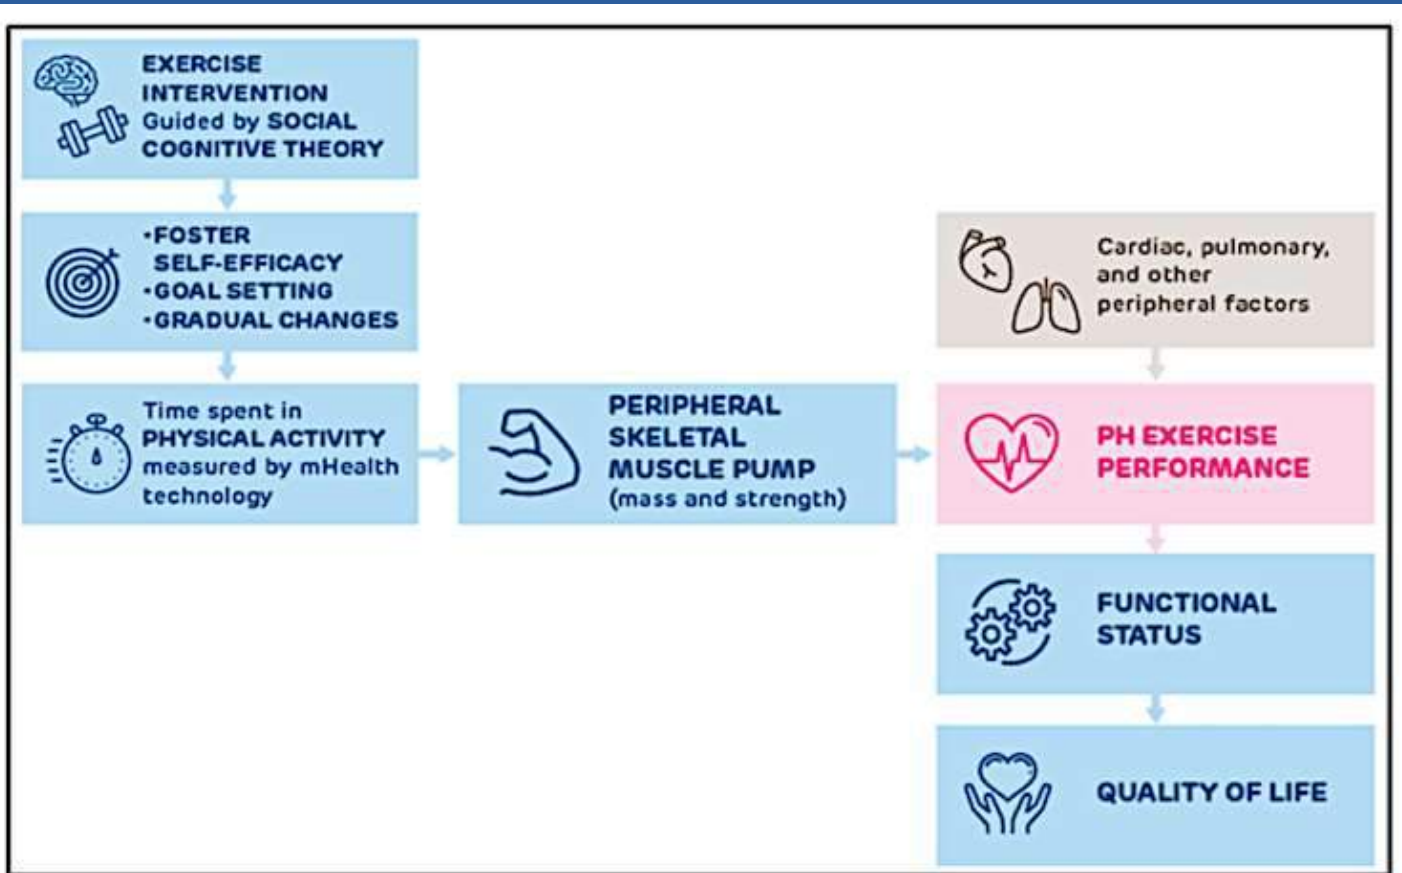 EXERCISE
INTERVENTION
Guided by SOCIAL
COGNITIVE THEORY
•FOSTER
SELF-EFFICACY
•GOAL SETTING
•GRADUAL CHANGES
Time spent in
PHYSICAL ACTIVITY
measured by mHealth
technology
PERIPHERAL
SKELETAL
MUSCLE PUMP
(mass and strength)
Cardiac, pulmonary,
and other
peripheral factors
PH EXERCISE
PERFORMANCE
FUNCTIONAL
STATUS
QUALITY OF LIFE